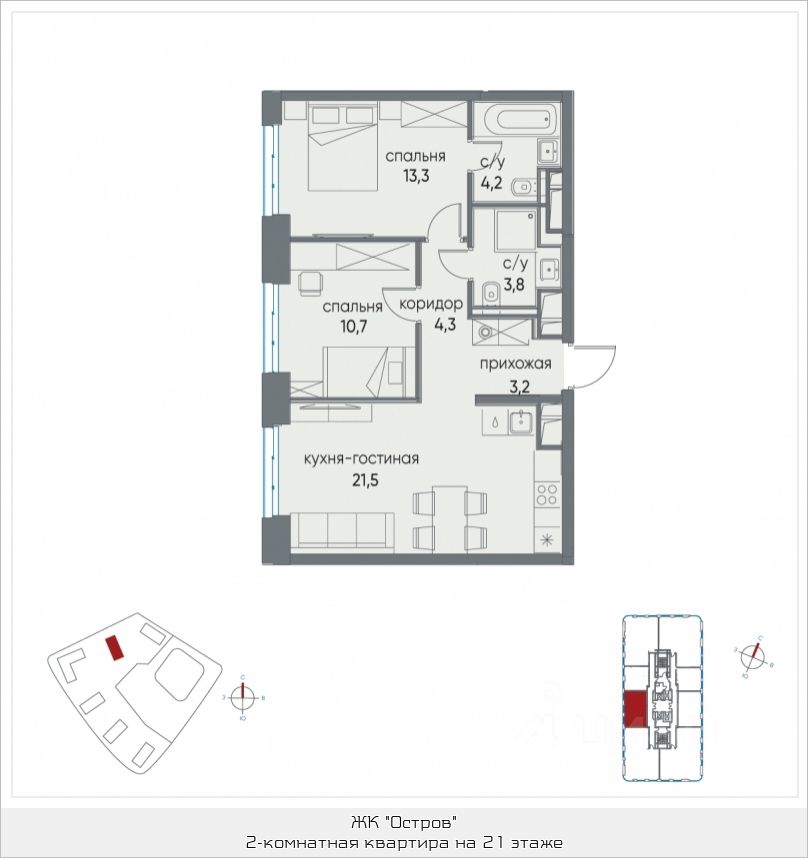 спальня
13,3
с/у
4,2
с/у
3,8
спальня
10,7
коридор
4,3
прихожая
3,2
кухня-гостиная
21,5
С
З В
Ю
С
З В
Ю
ЖК "Остров"
2-комнатная квартира на 21 этаже